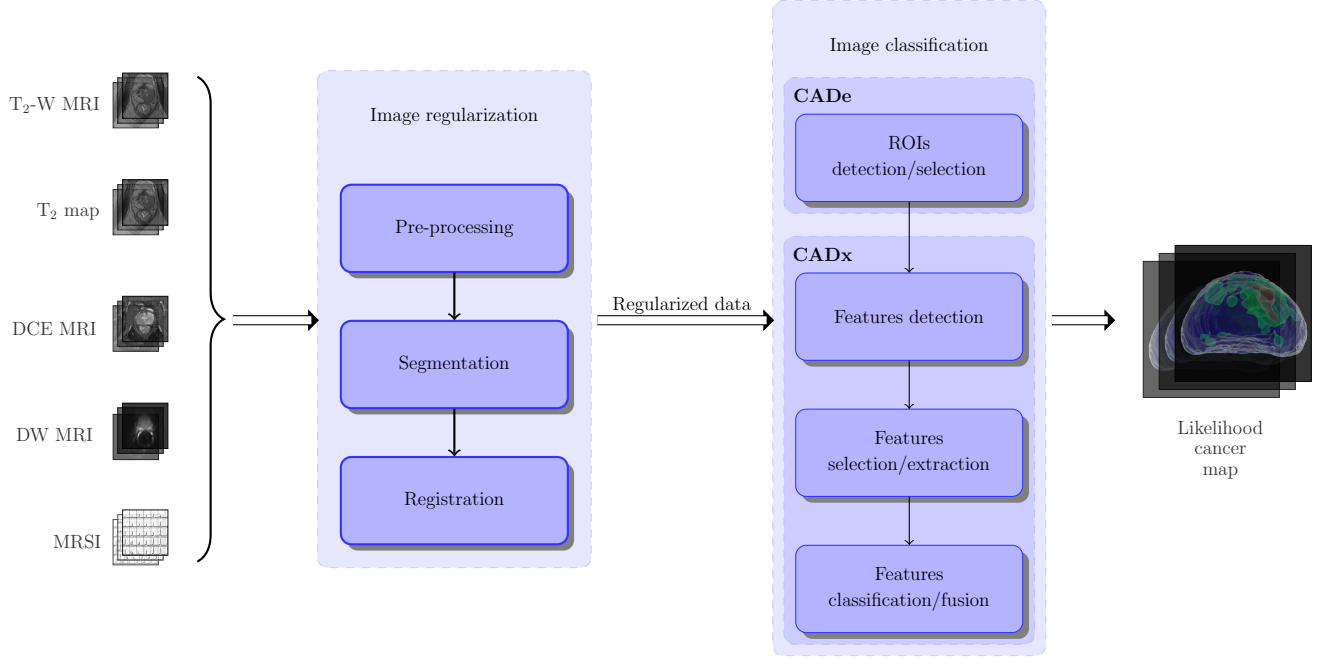 T₂-W MRI
T₂ map
DCE MRI
DW MRI
MRSI
Image regularization
Pre-processing
Segmentation
Registration
Regularized data
Image classification
CADe
ROIs
detection/selection
CADx
Features detection
Features
selection/extraction
Features
classification/fusion
Likelihood
cancer
map